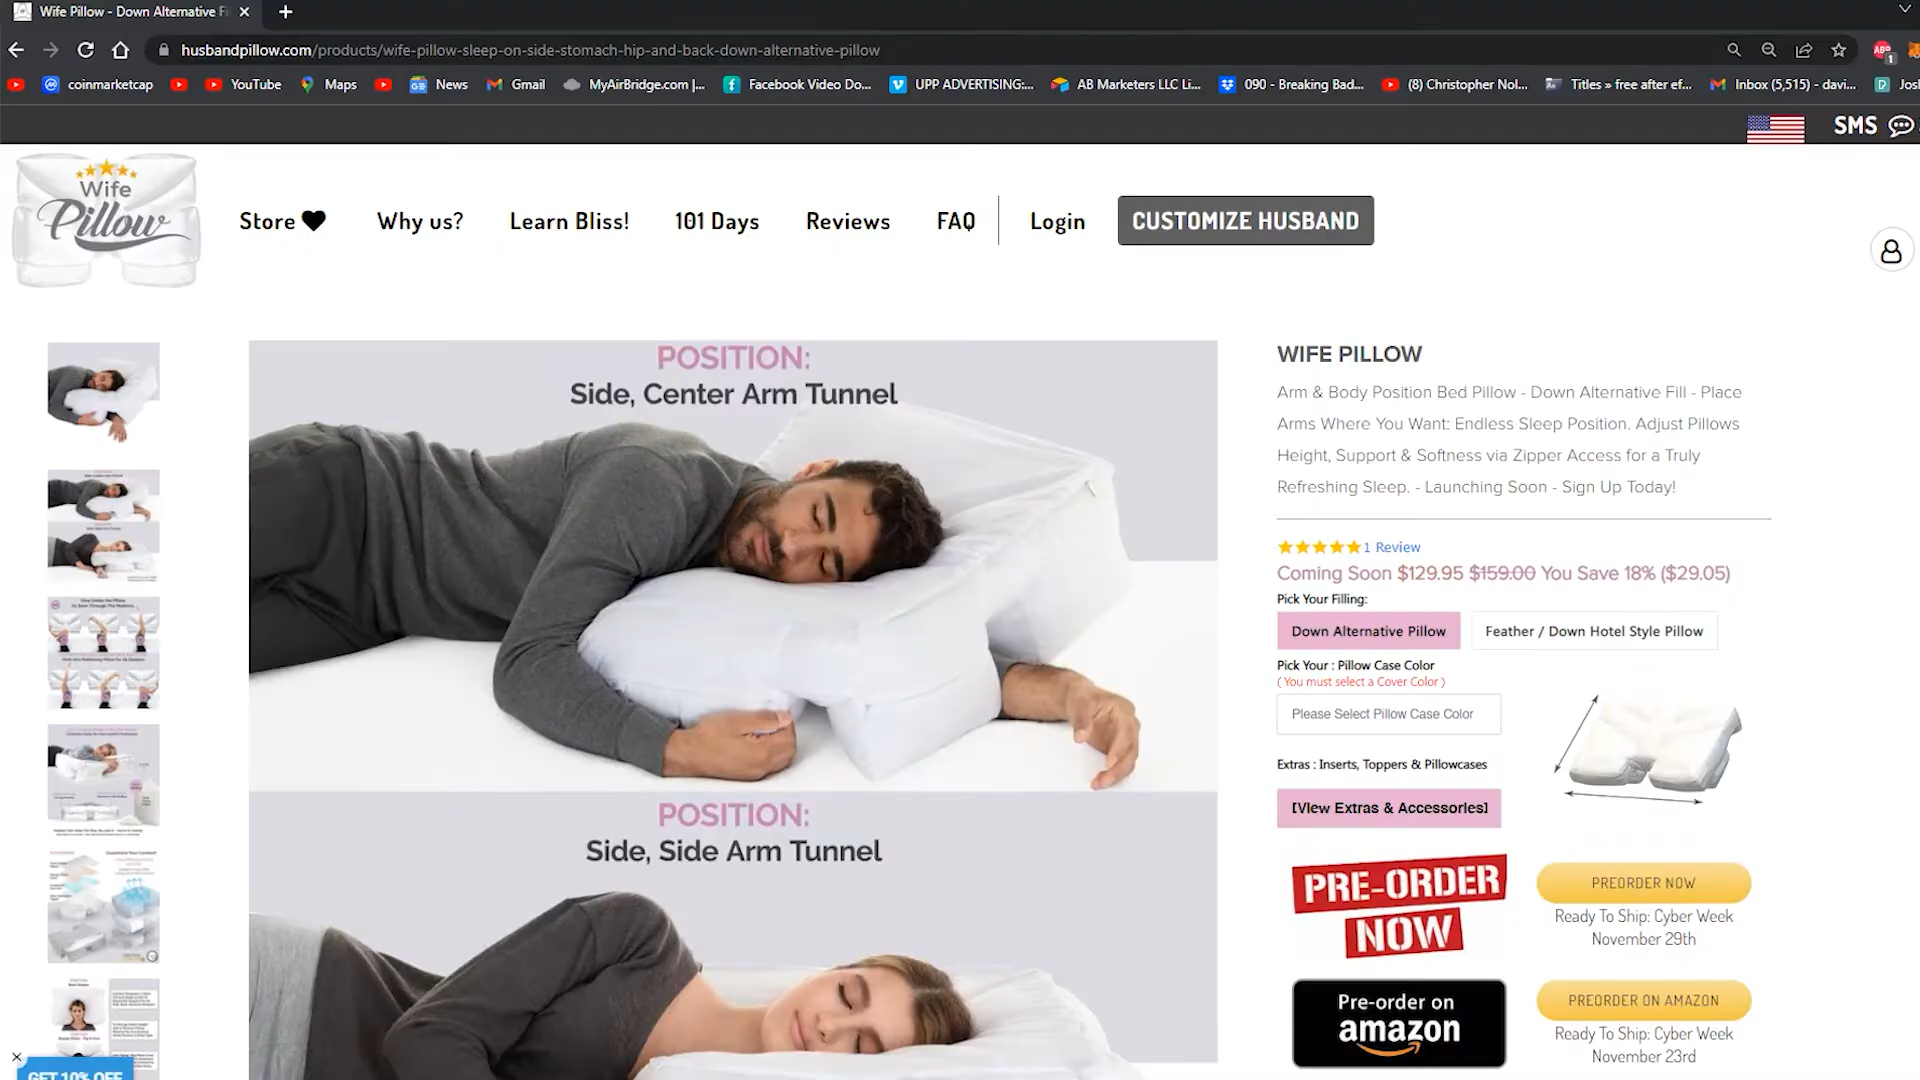 Wife Pillow - Down Alternative Fi
husbandpillow.com/products/wife-pillow-sleep-on-side-stomach-hip-and-back-down-alternative-pillow
ABP
1
coinmarketcap
YouTube
Maps
GE
News
Gmail
MyAirBridge.com |...
Facebook Video Do...
UPP ADVERTISING:...
AB Marketers LLC Li...
090 - Breaking Bad...
(8) Christopher Nol...
Titles » free after ef...
Inbox (5,515) - davi...
Josl
SMS
Wife
Pillow
Store
Why us?
Learn Bliss!
101 Days
Reviews
FAQ
Login
CUSTOMIZE HUSBAND
POSITION:
Side, Center Arm Tunnel
POSITION:
Side, Side Arm Tunnel
WIFE PILLOW
Arm & Body Position Bed Pillow - Down Alternative Fill - Place
Arms Where You Want: Endless Sleep Position. Adjust Pillows
Height, Support & Softness via Zipper Access for a Truly
Refreshing Sleep. - Launching Soon - Sign Up Today!
1 Review
Coming Soon $129.95 $159.00 You Save 18% ($29.05)
Pick Your Filling:
Down Alternative Pillow
Feather / Down Hotel Style Pillow
Pick Your : Pillow Case Color
( You must select a Cover Color )
Please Select Pillow Case Color
Extras : Inserts, Toppers & Pillowcases
[View Extras & Accessories]
PRE-ORDER
NOW
PREORDER NOW
Ready To Ship: Cyber Week
November 29th
Pre-order on
amazon
PREORDER ON AMAZON
Ready To Ship: Cyber Week
November 23rd
GET 10% OFF